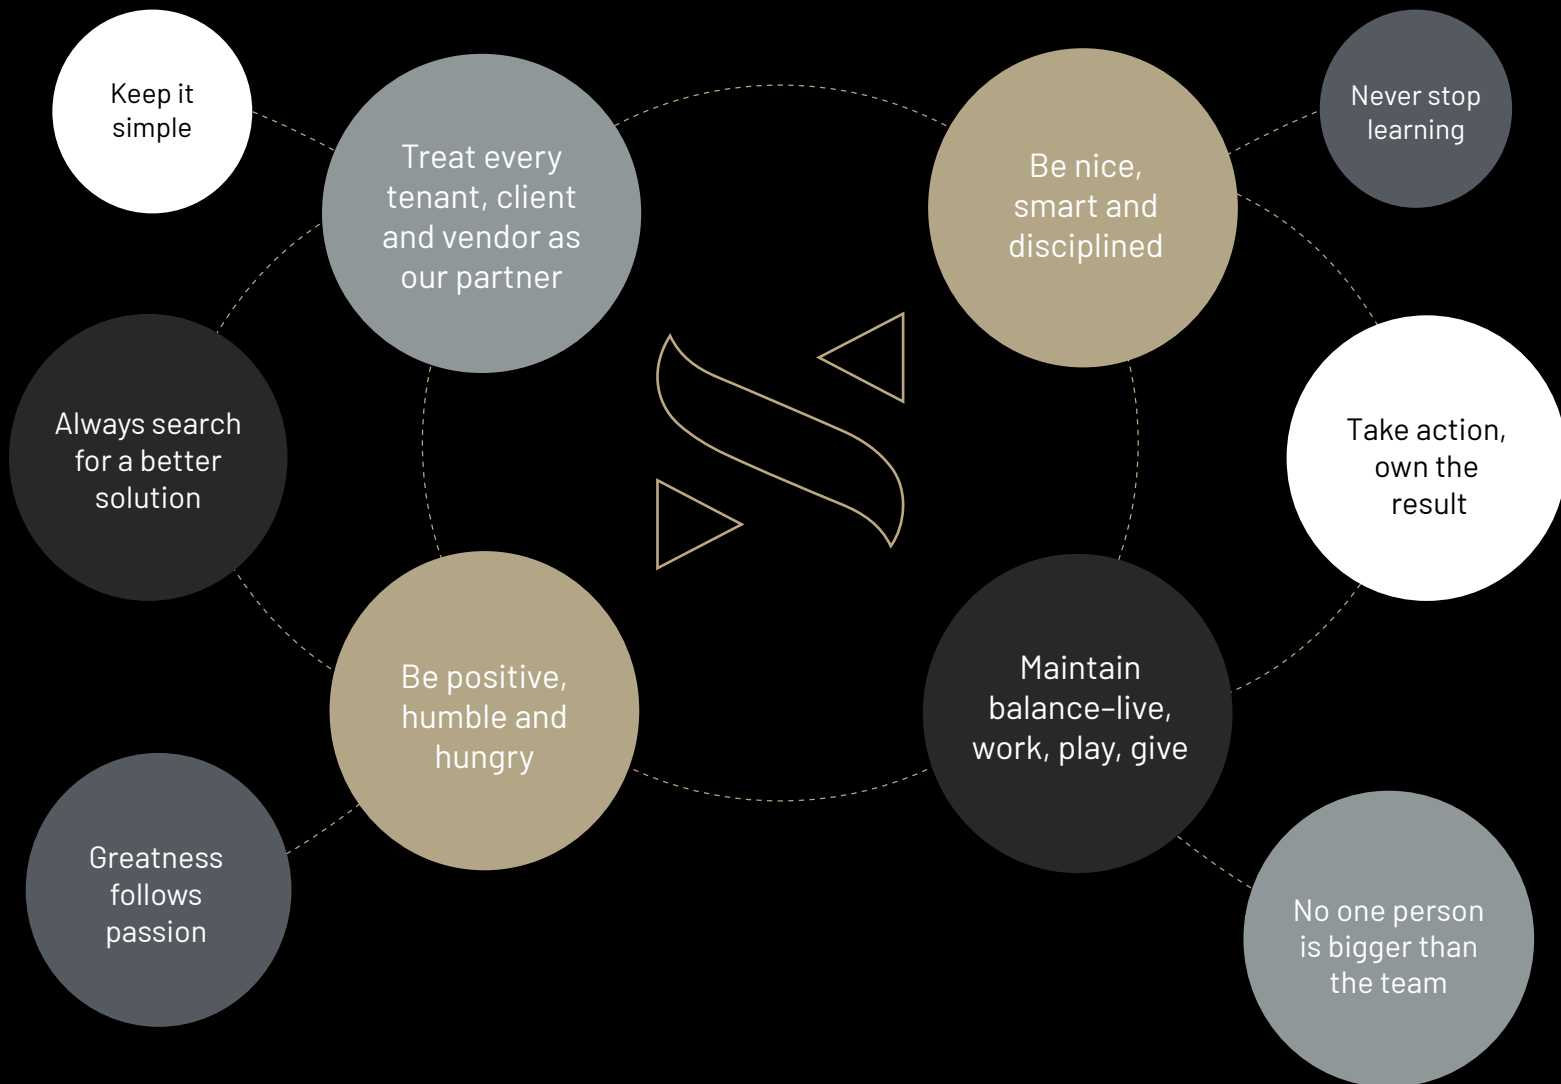 Keep it
simple
Treat every
tenant, client
and vendor as
our partner
Be nice,
smart and
disciplined
Never stop
learning
Always search
for a better
solution
Take action,
own the
result
Be positive,
humble and
hungry
Maintain
balance–live,
work, play, give
Greatness
follows
passion
No one person
is bigger than
the team